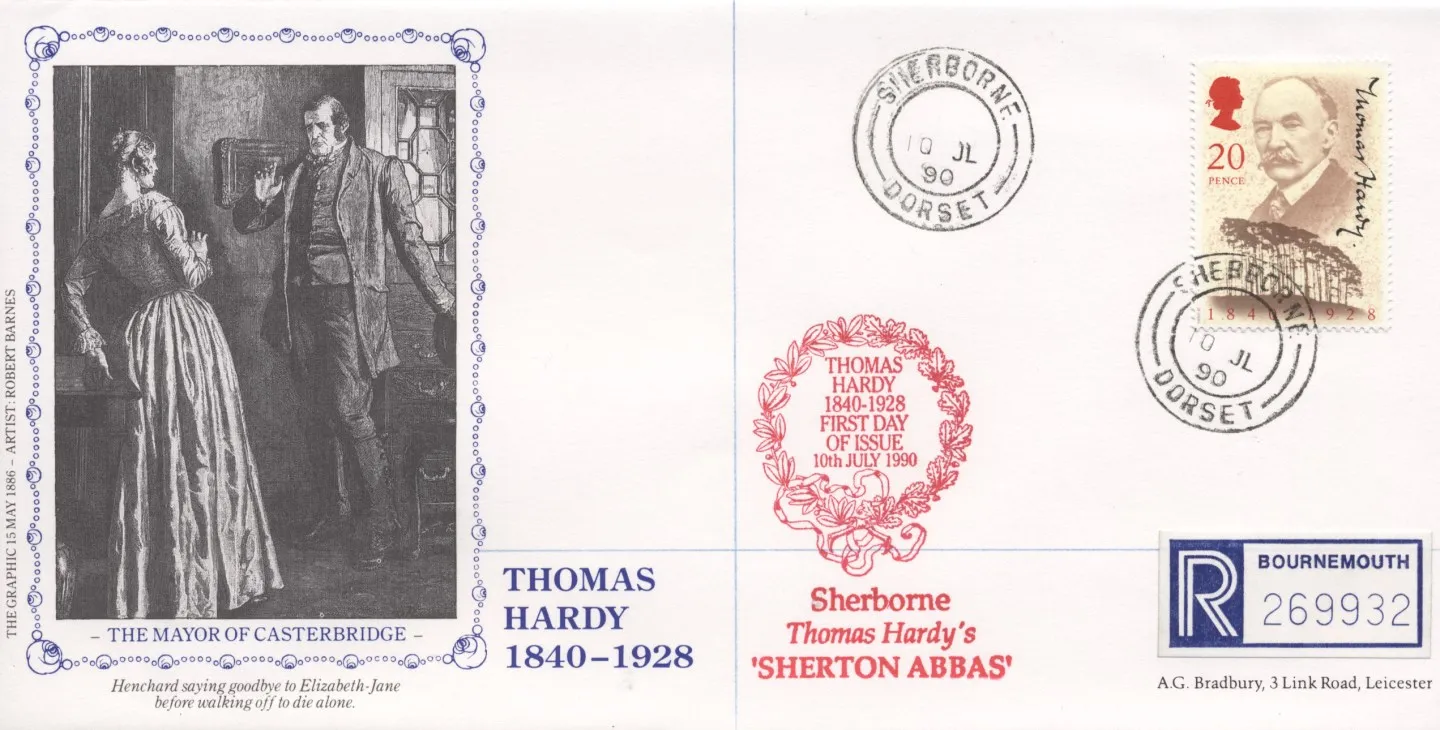 THE GRAPHIC 15 MAY 1886 – ARTIST: ROBERT BARNES
– THE MAYOR OF CASTERBRIDGE –
Henchard saying goodbye to Elizabeth-Jane
before walking off to die alone.
THOMAS
HARDY
1840–1928
SHERBORNE
10 JL
90
DORSET
THOMAS
HARDY
1840-1928
FIRST DAY
OF ISSUE
10th JULY 1990
Sherborne
Thomas Hardy's
'SHERTON ABBAS'
20
PENCE
Thomas Hardy.
1840 1928
SHERBORNE
10 JL
90
DORSET
R
BOURNEMOUTH
269932
A.G. Bradbury, 3 Link Road, Leicester